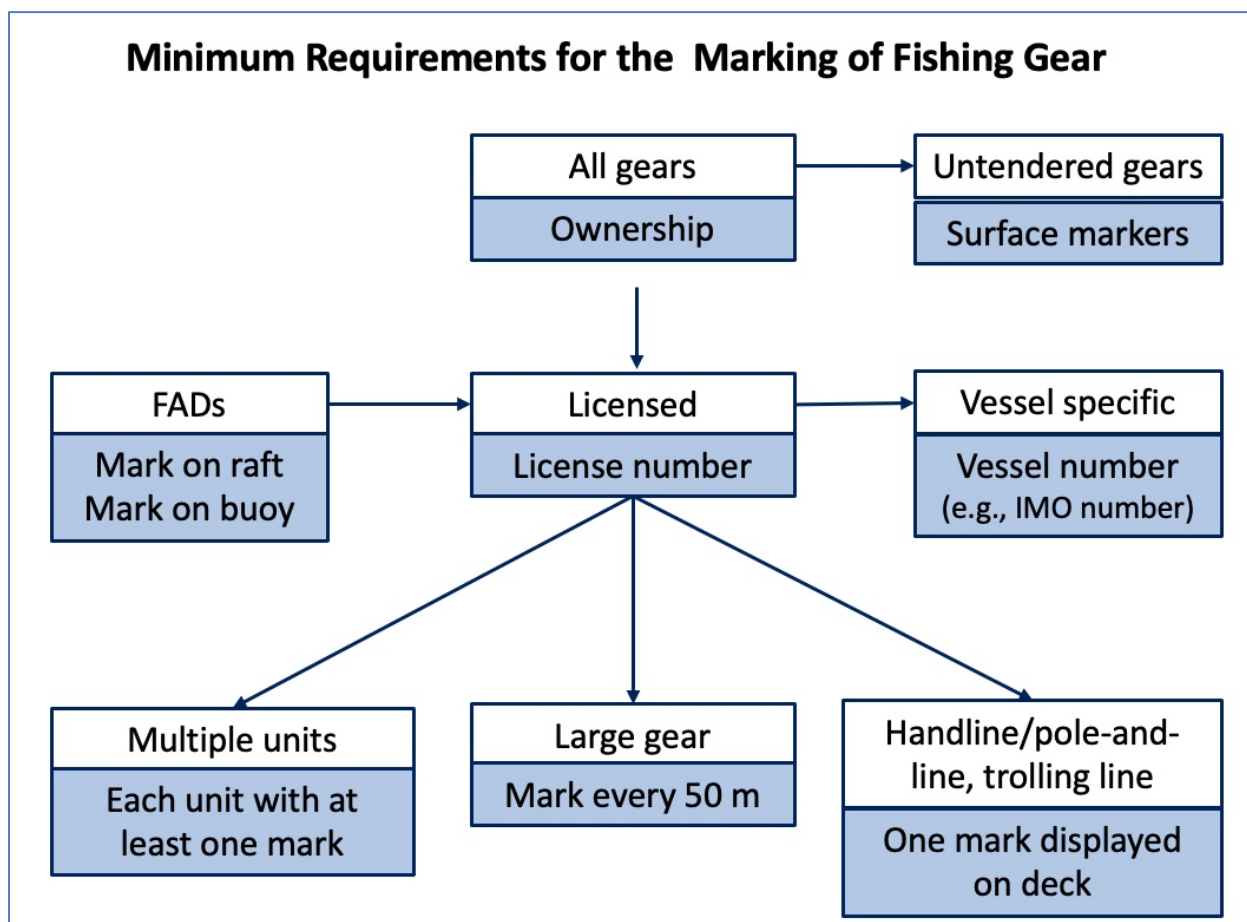 Minimum Requirements for the Marking of Fishing Gear
All gears
Ownership
Untendered gears
Surface markers
FADs
Mark on raft
Mark on buoy
Licensed
License number
Vessel specific
Vessel number
(e.g., IMO number)
Multiple units
Each unit with at
least one mark
Large gear
Mark every 50 m
Handline/pole-and-
line, trolling line
One mark displayed
on deck